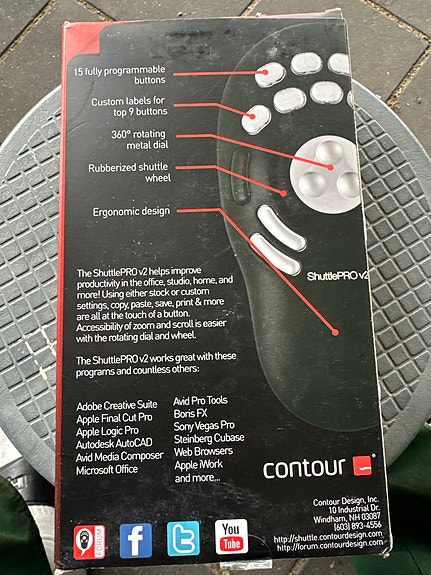 15 fully programmable
buttons
Custom labels for
top 9 buttons
360° rotating
metal dial
Rubberized shuttle
wheel
Ergonomic design
ShuttlePRO v2
The ShuttlePRO v2 helps improve
productivity in the office, studio, home, and
more! Using either stock or custom
settings, copy, paste, save, print & more
are all at the touch of a button.
Accessibility of zoom and scroll is easier
with the rotating dial and wheel.
The ShuttlePRO v2 works great with these
programs and countless others:
Adobe Creative Suite
Apple Final Cut Pro
Apple Logic Pro
Autodesk AutoCAD
Avid Media Composer
Microsoft Office
Avid Pro Tools
Boris FX
Sony Vegas Pro
Steinberg Cubase
Web Browsers
Apple iWork
and more...
contour
Contour Design, Inc.
10 Industrial Dr.
Windham, NH 03087
(603) 893-4556
http://shuttle.contourdesign.com
http://forum.contourdesign.com
FORUM
f
t
You
Tube